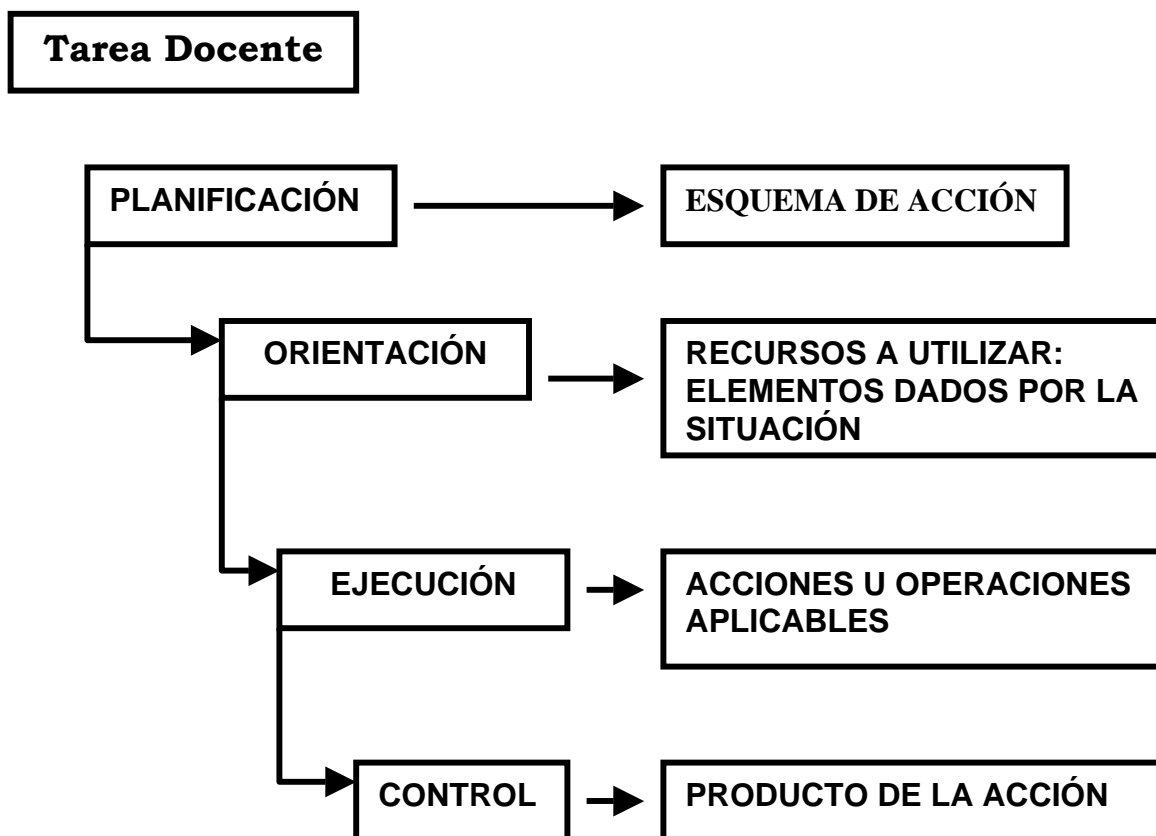 Tarea Docente
PLANIFICACIÓN
ESQUEMA DE ACCIÓN
ORIENTACIÓN
RECURSOS A UTILIZAR:
ELEMENTOS DADOS POR LA
SITUACIÓN
EJECUCIÓN
ACCIONES U OPERACIONES
APLICABLES
CONTROL
PRODUCTO DE LA ACCIÓN